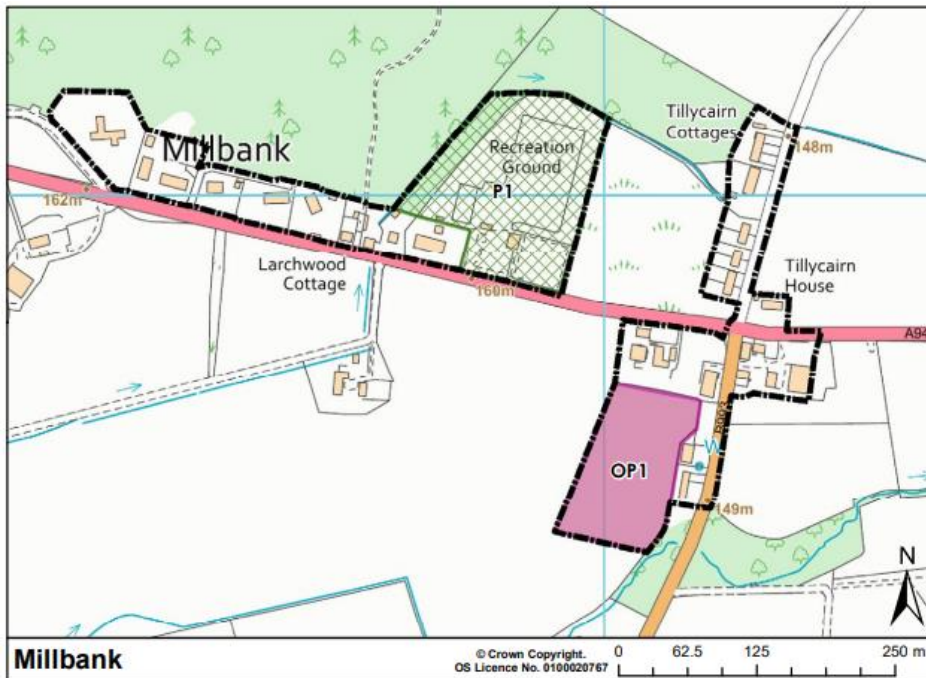 Tillycairn
Cottages
148m
Millbank
Recreation
Ground
P1
162m
Larchwood
Cottage
160m
Tillycairn
House
A94
W
OP1
149m
N
Millbank
© Crown Copyright.
OS Licence No. 0100020767
0 62.5 125 250 m